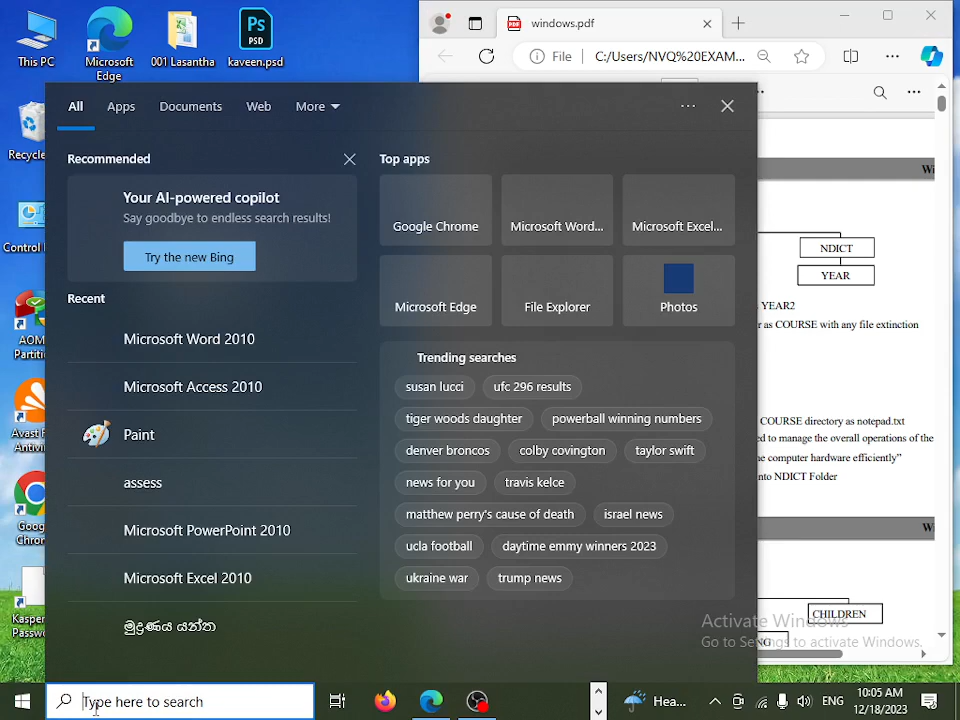 This PC
Microsoft Edge
001 Lasantha
Ps
PSD
kaveen.psd
Recycle
Control
AOM
Partiti
Avast F
Antivi
Goog
Chron
Kasper
Passwo
windows.pdf
File
C:/Users/NVQ%20EXAM...
All
Apps
Documents
Web
More
Recommended
Your AI-powered copilot
Say goodbye to endless search results!
Try the new Bing
Recent
Microsoft Word 2010
Microsoft Access 2010
Paint
assess
Microsoft PowerPoint 2010
Microsoft Excel 2010
මුද්‍රණය යන්ත
Top apps
Google Chrome
Microsoft Word...
Microsoft Excel...
Microsoft Edge
File Explorer
Photos
Trending searches
susan lucci
ufc 296 results
tiger woods daughter
powerball winning numbers
denver broncos
colby covington
taylor swift
news for you
travis kelce
matthew perry's cause of death
israel news
ucla football
daytime emmy winners 2023
ukraine war
trump news
Wi
NDICT
YEAR
YEAR2
r as COURSE with any file extinction
COURSE directory as notepad.txt
ed to manage the overall operations of the
e computer hardware efficiently”
nto NDICT Folder
Wi
CHILDREN
NG
Activate Windows
Go to Settings to activate Windows.
Type here to search
Hea...
ENG
10:05 AM
12/18/2023